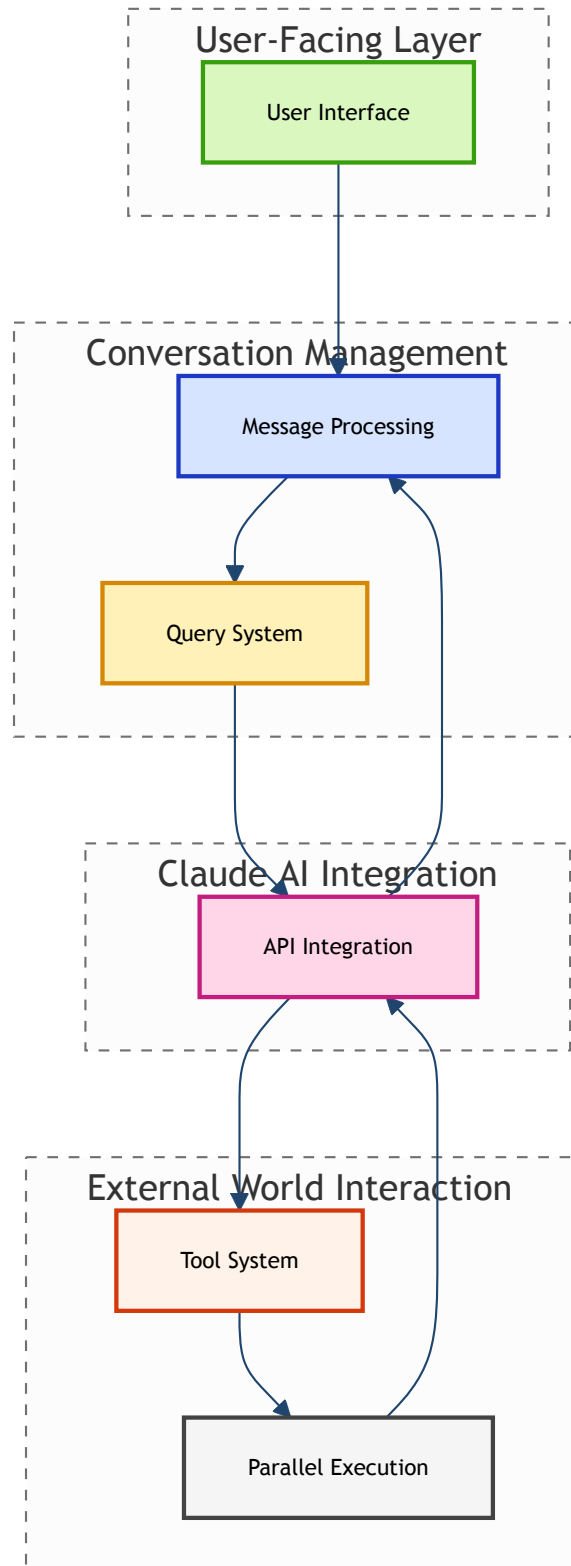 User-Facing Layer
User Interface
Conversation Management
Message Processing
Query System
Claude AI Integration
API Integration
External World Interaction
Tool System
Parallel Execution